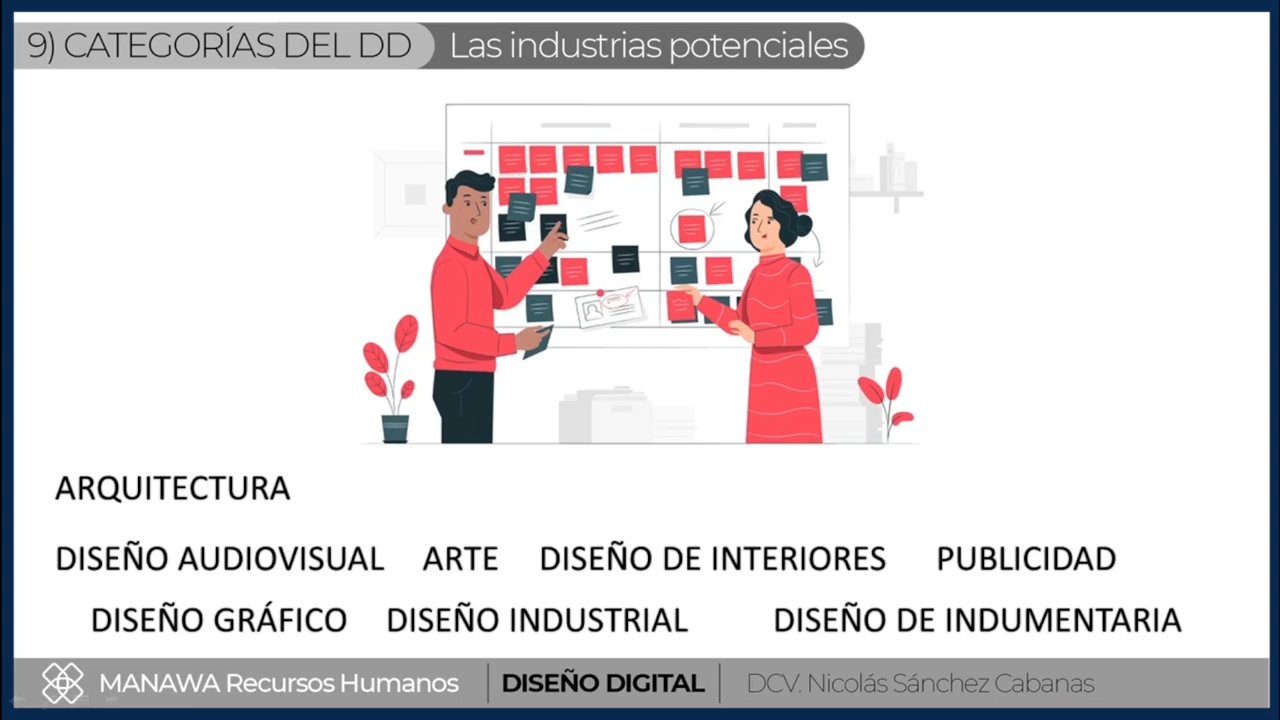 9) CATEGORÍAS DEL DD Las industrias potenciales
ARQUITECTURA
DISEÑO AUDIOVISUAL ARTE DISEÑO DE INTERIORES PUBLICIDAD
DISEÑO GRÁFICO DISEÑO INDUSTRIAL DISEÑO DE INDUMENTARIA
MANAWA Recursos Humanos DISEÑO DIGITAL DCV. Nicolás Sánchez Cabanas